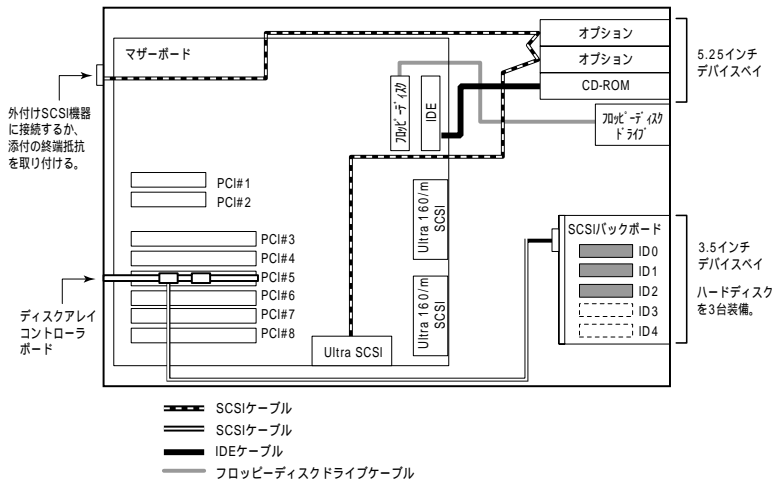 マザーボード
外付けSCSI機器
に接続するか、
添付の終端抵抗
を取り付ける。
オプション
オプション
CD-ROM
5.25インチ
デバイスベイ
フロッピーディスク
IDE
フロッピーディスク
ドライブ
PCI#1
PCI#2
PCI#3
PCI#4
PCI#5
PCI#6
PCI#7
PCI#8
Ultra 160/m
SCSI
Ultra 160/m
SCSI
Ultra SCSI
ディスクアレイ
コントローラ
ボード
SCSIバックボード
ID0
ID1
ID2
ID3
ID4
3.5インチ
デバイスベイ
ハードディスク
を3台装備。
SCSIケーブル
SCSIケーブル
IDEケーブル
フロッピーディスクドライブケーブル